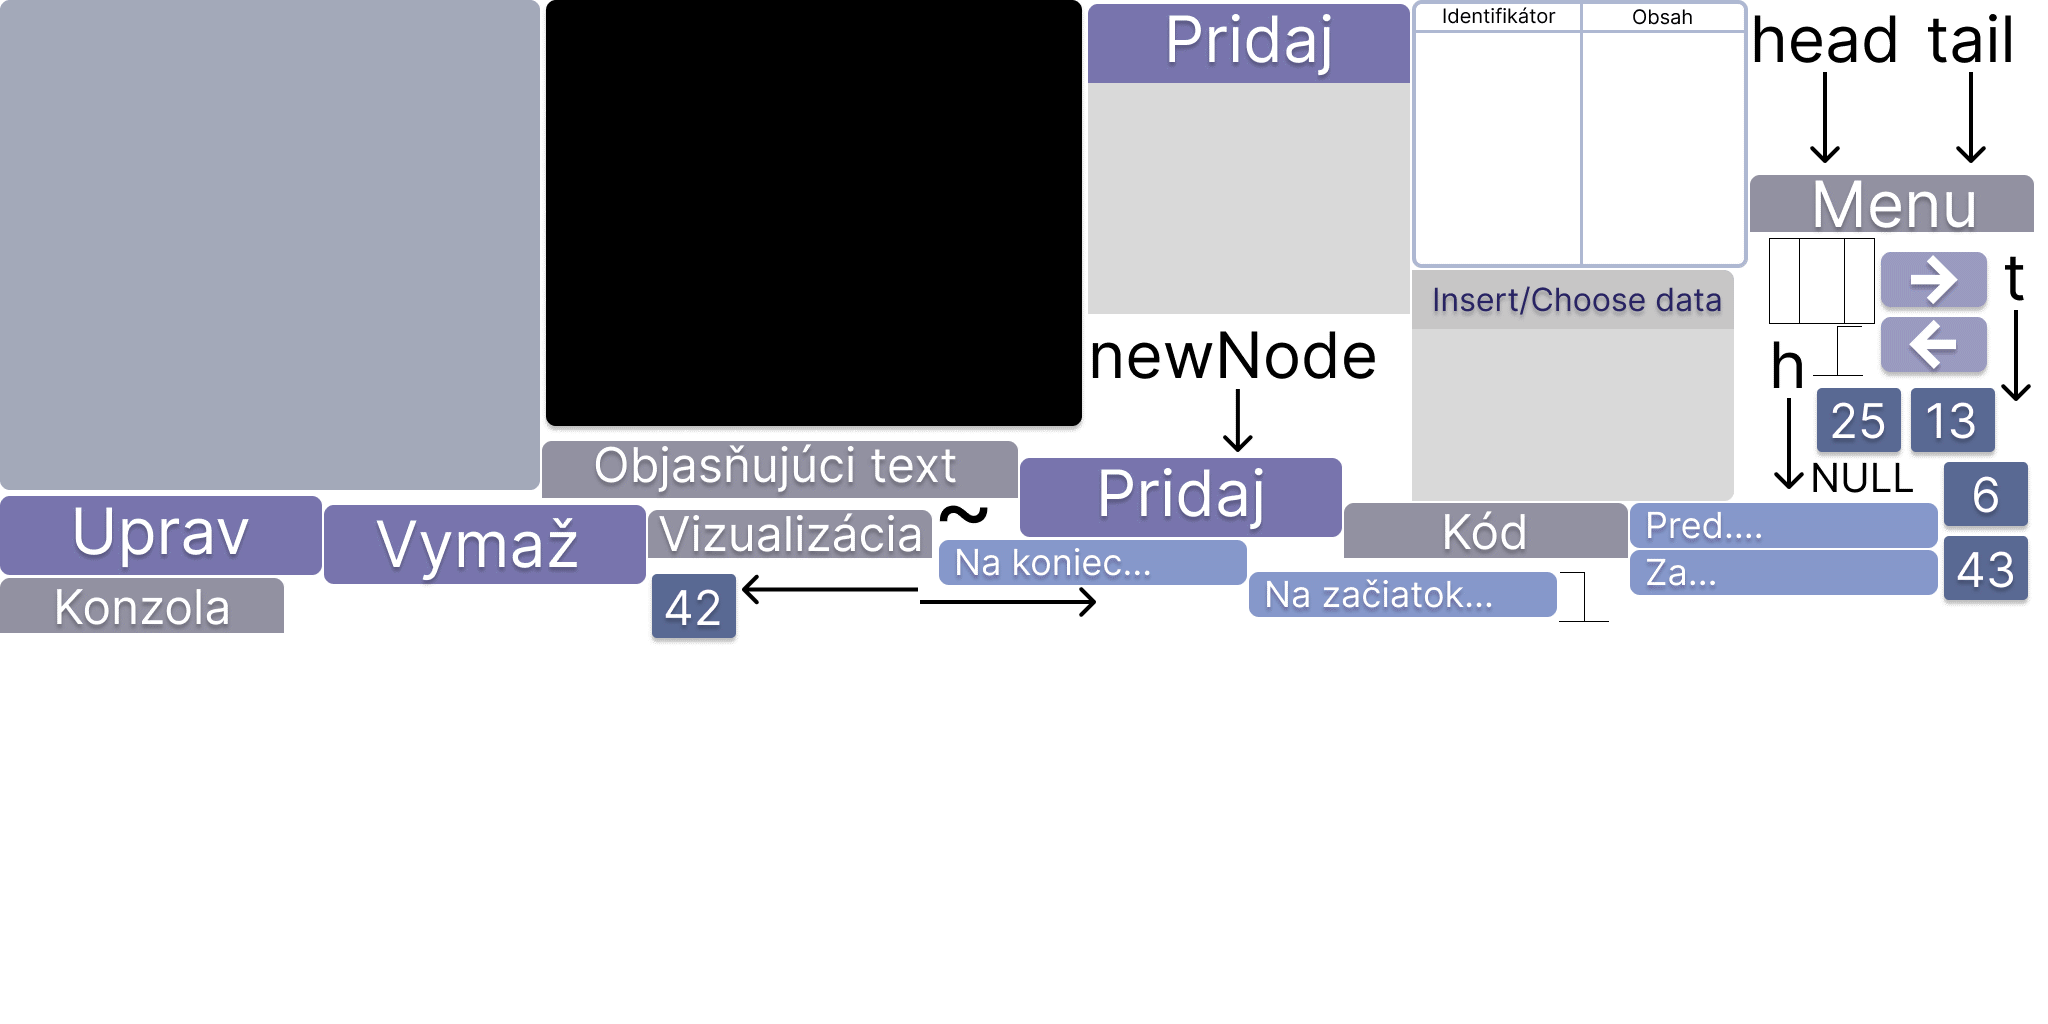 Pridaj
Identifikátor
Obsah
head
tail
Menu
Insert/Choose data
t
newNode
h
25
13
Objasňujúci text
NULL
Pridaj
6
Uprav
Vymaž
Vizualizácia
~
Kód
Pred....
Na koniec...
Za...
43
Konzola
42
Na začiatok...